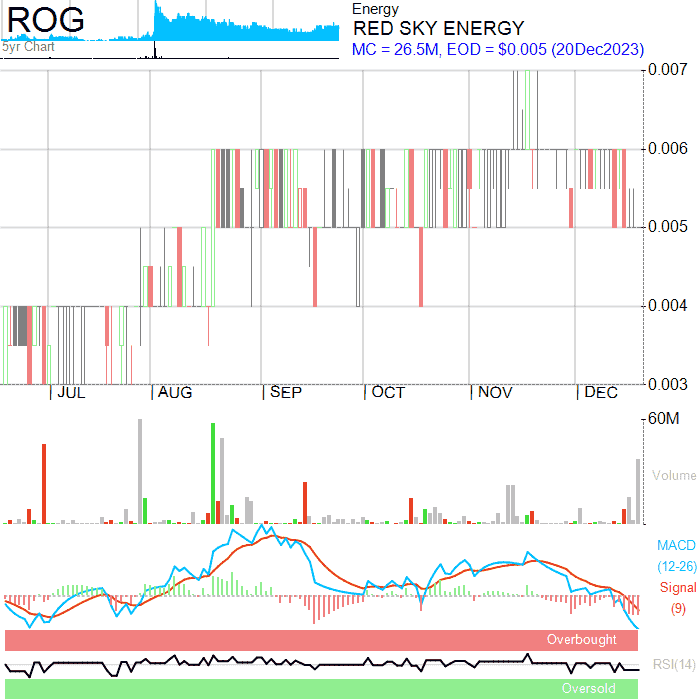 ROG
5yr Chart
Energy
RED SKY ENERGY
MC = 26.5M, EOD = $0.005 (20Dec2023)
0.007
0.006
0.005
0.004
0.003
JUL AUG SEP OCT NOV DEC
60M
Volume
MACD
(12-26)
Signal
(9)
Overbought
RSI(14)
Oversold